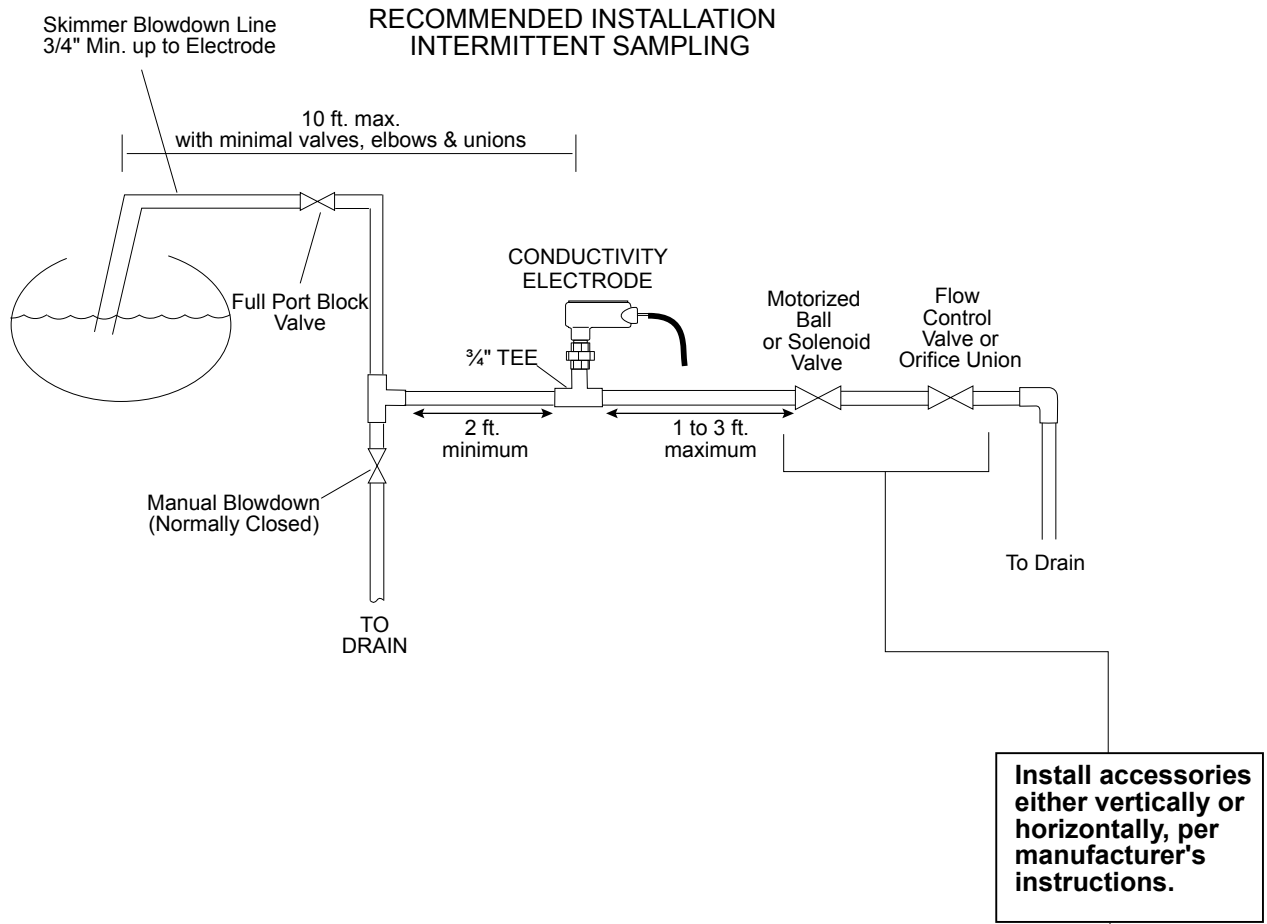 RECOMMENDED INSTALLATION
INTERMITTENT SAMPLING
Skimmer Blowdown Line
3/4" Min. up to Electrode
10 ft. max.
with minimal valves, elbows & unions
Full Port Block
Valve
CONDUCTIVITY
ELECTRODE
¾" TEE
Motorized
Ball
or Solenoid
Valve
Flow
Control
Valve or
Orifice Union
2 ft.
minimum
1 to 3 ft.
maximum
Manual Blowdown
(Normally Closed)
To Drain
TO
DRAIN
Install accessories
either vertically or
horizontally, per
manufacturer's
instructions.